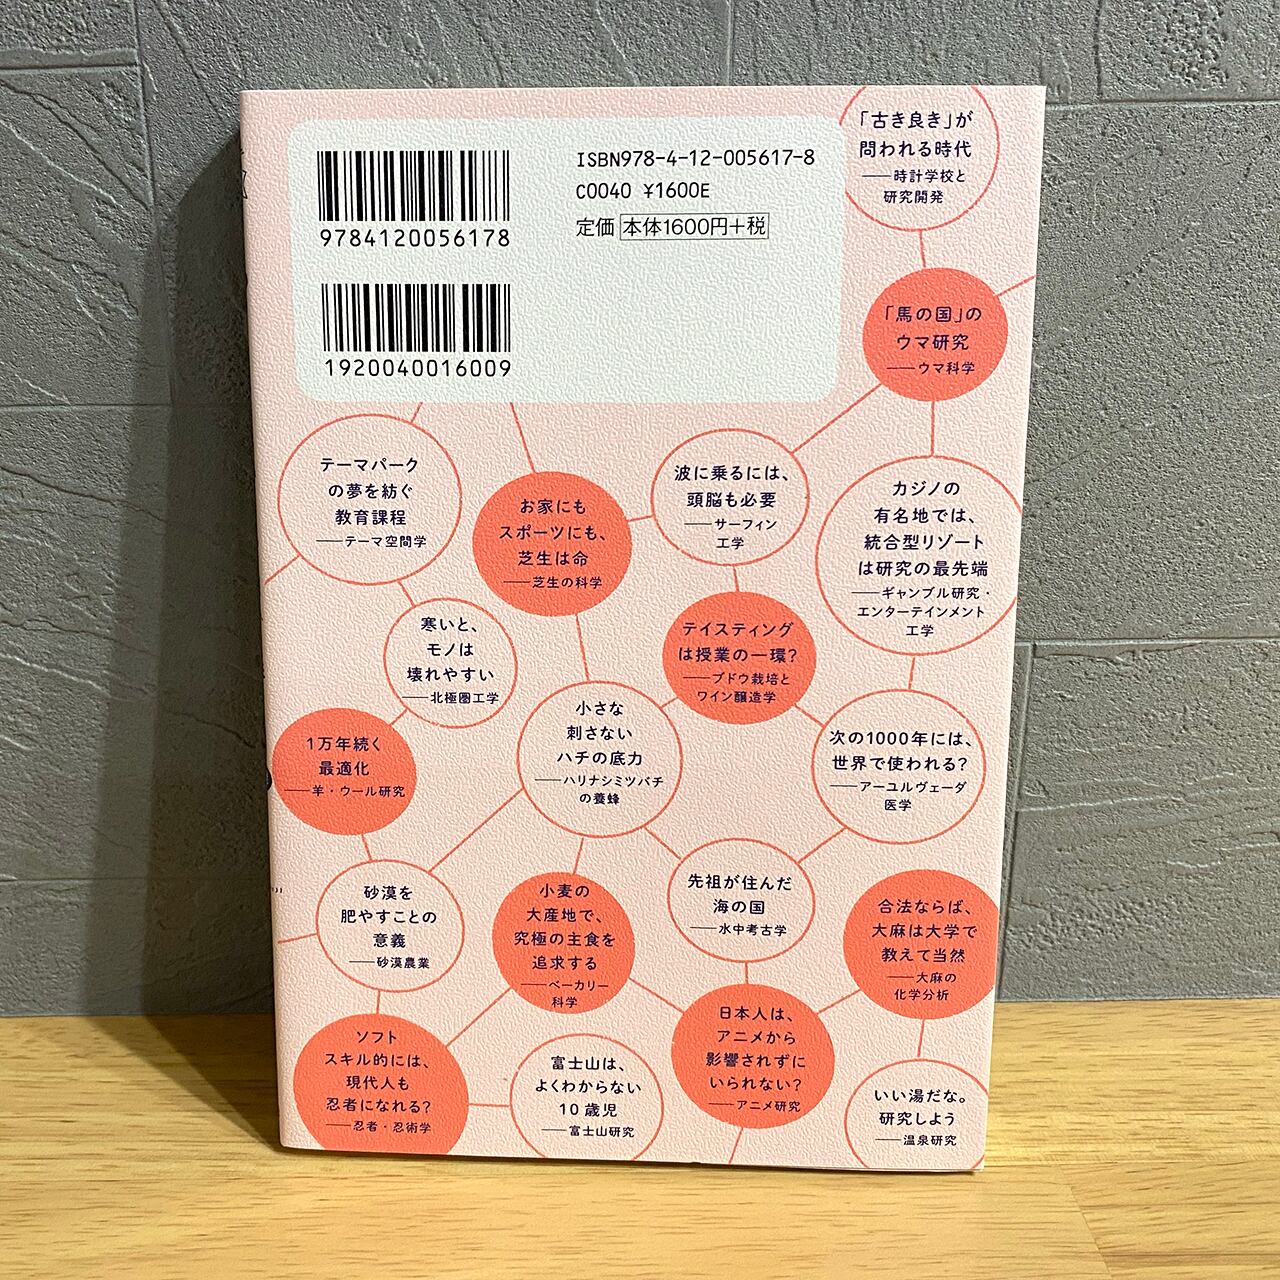 ISBN978-4-12-005617-8
C0040 ¥1600E
定価 本体1600円+税
9784120056178
1920040016009
「古き良き」が
問われる時代
——時計学校と
研究開発
「馬の国」の
ウマ研究
——ウマ科学
テーマパーク
の夢を紡ぐ
教育課程
——テーマ空間学
お家にも
スポーツにも、
芝生は命
——芝生の科学
波に乗るには、
頭脳も必要
——サーフィン
工学
カジノの
有名地では、
統合型リゾート
は研究の最先端
——ギャンブル研究・
エンターテインメント
工学
寒いと、
モノは
壊れやすい
——北極圏工学
テイスティング
は授業の一環?
——ブドウ栽培と
ワイン醸造学
小さな
刺さない
ハチの底力
——ハリナシミツバチ
の養蜂
次の1000年には、
世界で使われる?
——アーユルヴェーダ
医学
1万年続く
最適化
——羊・ウール研究
砂漠を
肥やすことの
意義
——砂漠農業
小麦の
大産地で、
究極の主食を
追求する
——ベーカリー
科学
先祖が住んだ
海の国
——水中考古学
合法ならば、
大麻は大学で
教えて当然
——大麻の
化学分析
ソフト
スキル的には、
現代人も
忍者になれる?
——忍者・忍術学
富士山は、
よくわからない
10歳児
——富士山研究
日本人は、
アニメから
影響されずに
いられない?
——アニメ研究
いい湯だな。
研究しよう
——温泉研究